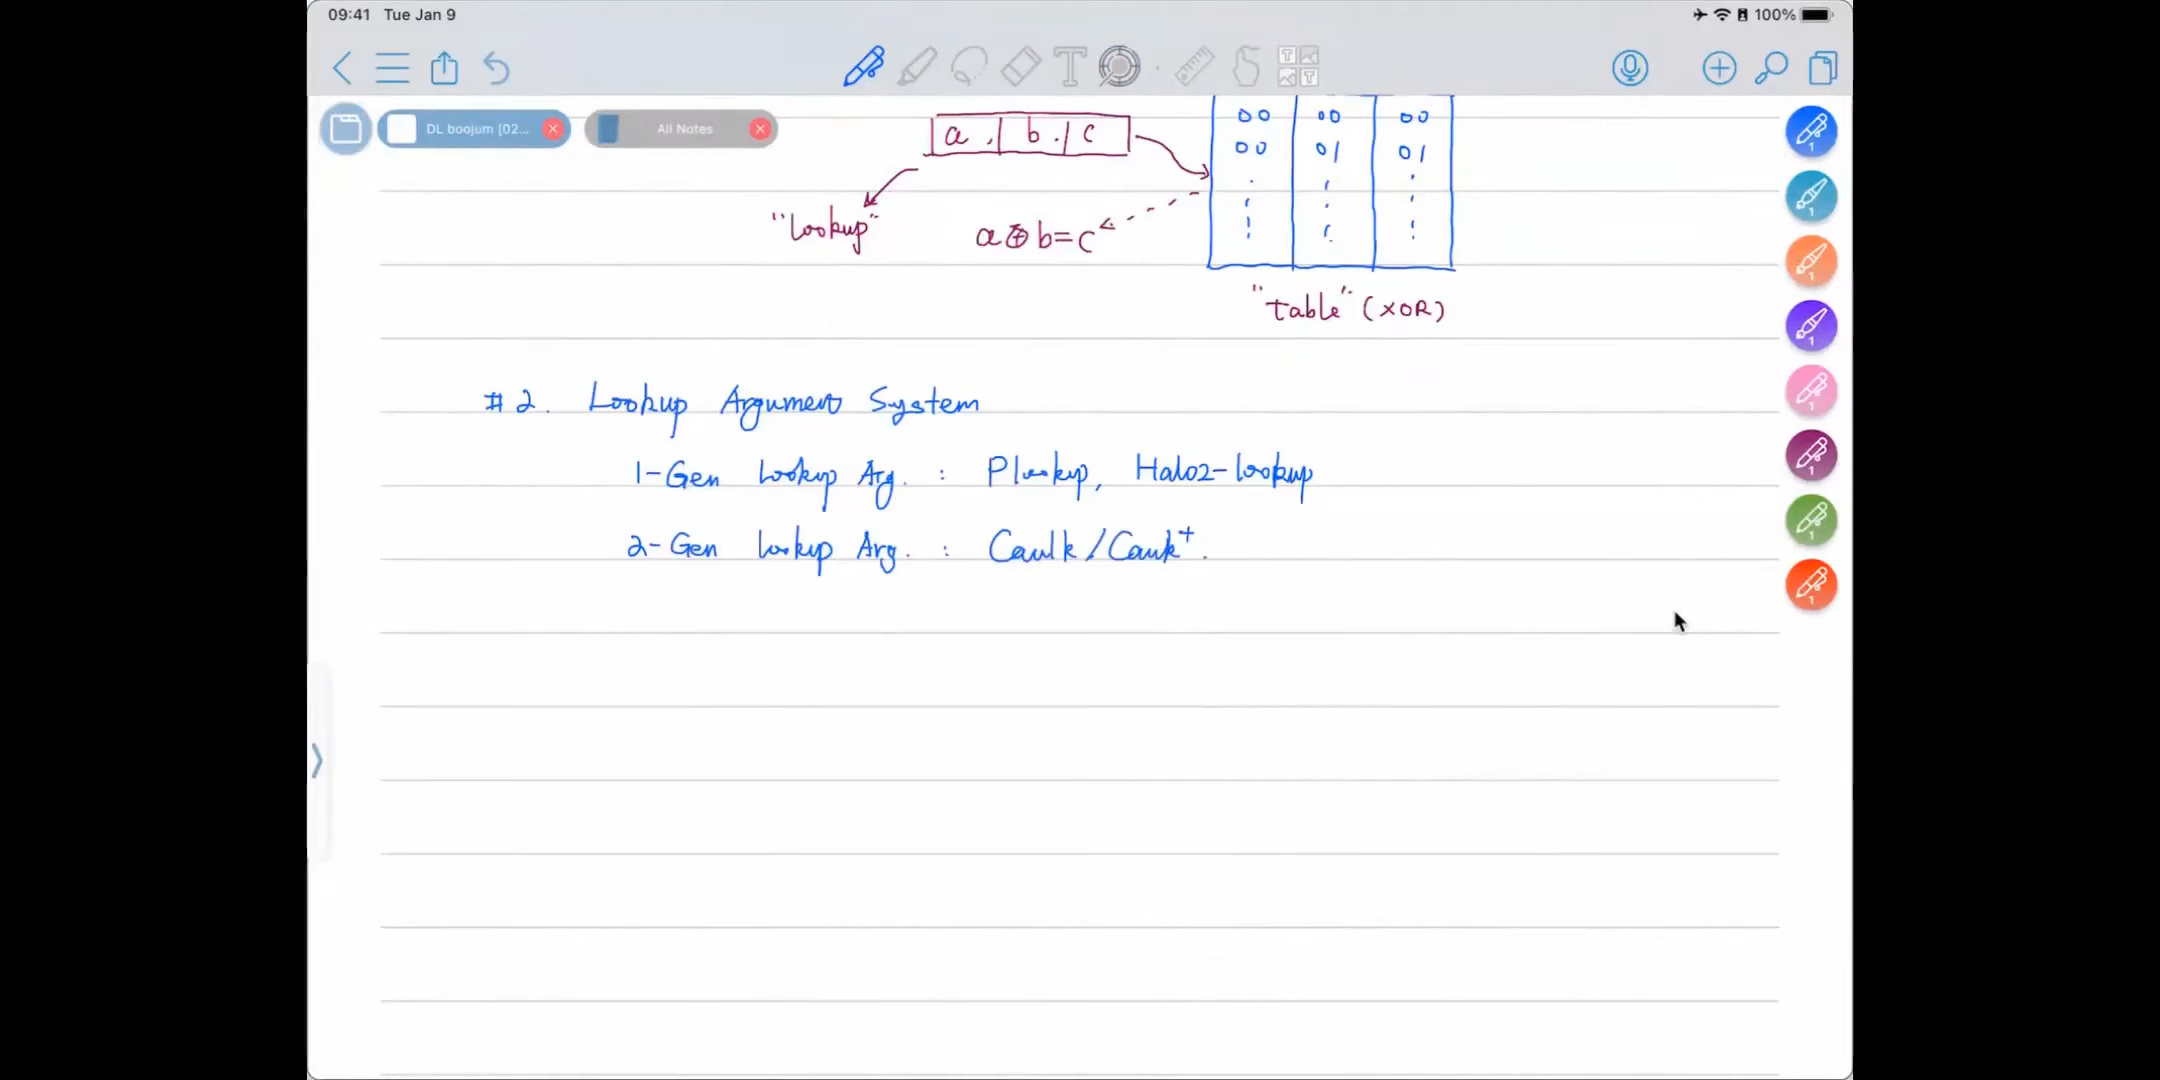 09:41 Tue Jan 9 100%
DL boojum [02... All Notes
a. b. c 00 00 00
00 01 01
"lookup" a⊕b=c
"table" (XOR)
#2. Lookup Argument System
1-Gen Lookup Arg. : Plookup, Halo2-lookup
2-Gen lookup Arg. : Caulk/Cauk+.